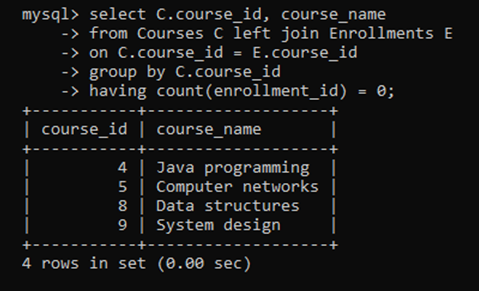 mysql> select C.course_id, course_name
    -> from Courses C left join Enrollments E
    -> on C.course_id = E.course_id
    -> group by C.course_id
    -> having count(enrollment_id) = 0;
+-----------+-------------------+
| course_id | course_name       |
+-----------+-------------------+
|         4 | Java programming  |
|         5 | Computer networks |
|         8 | Data structures   |
|         9 | System design     |
+-----------+-------------------+
4 rows in set (0.00 sec)